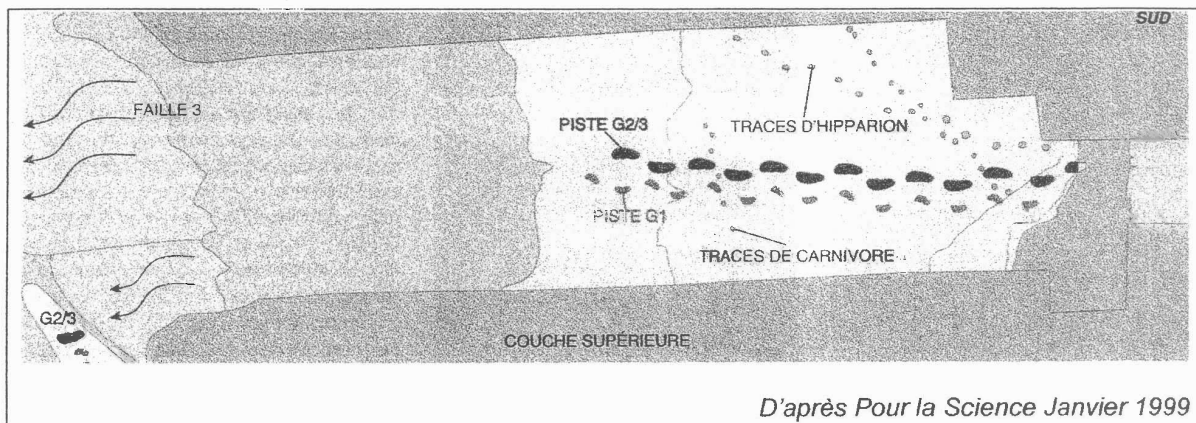 SUD
FAILLE 3
PISTE G2/3
TRACES D'HIPPARION
PISTE G1
TRACES DE CARNIVORE
G2/3
COUCHE SUPÉRIEURE
D'après Pour la Science Janvier 1999